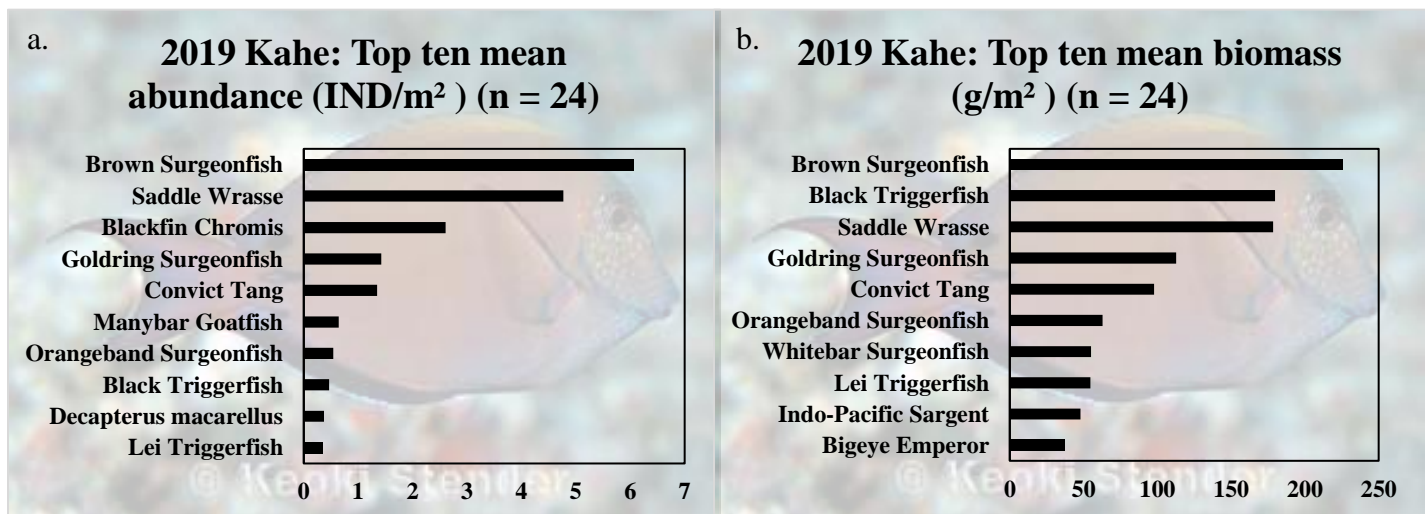 a.
2019 Kahe: Top ten mean
abundance (IND/m² ) (n = 24)
Brown Surgeonfish
Saddle Wrasse
Blackfin Chromis
Goldring Surgeonfish
Convict Tang
Manybar Goatfish
Orangeband Surgeonfish
Black Triggerfish
Decapterus macarellus
Lei Triggerfish
0 1 2 3 4 5 6 7
© Keoki Stender
b.
2019 Kahe: Top ten mean biomass
(g/m² ) (n = 24)
Brown Surgeonfish
Black Triggerfish
Saddle Wrasse
Goldring Surgeonfish
Convict Tang
Orangeband Surgeonfish
Whitebar Surgeonfish
Lei Triggerfish
Indo-Pacific Sargent
Bigeye Emperor
0 50 100 150 200 250
© Keoki Stender